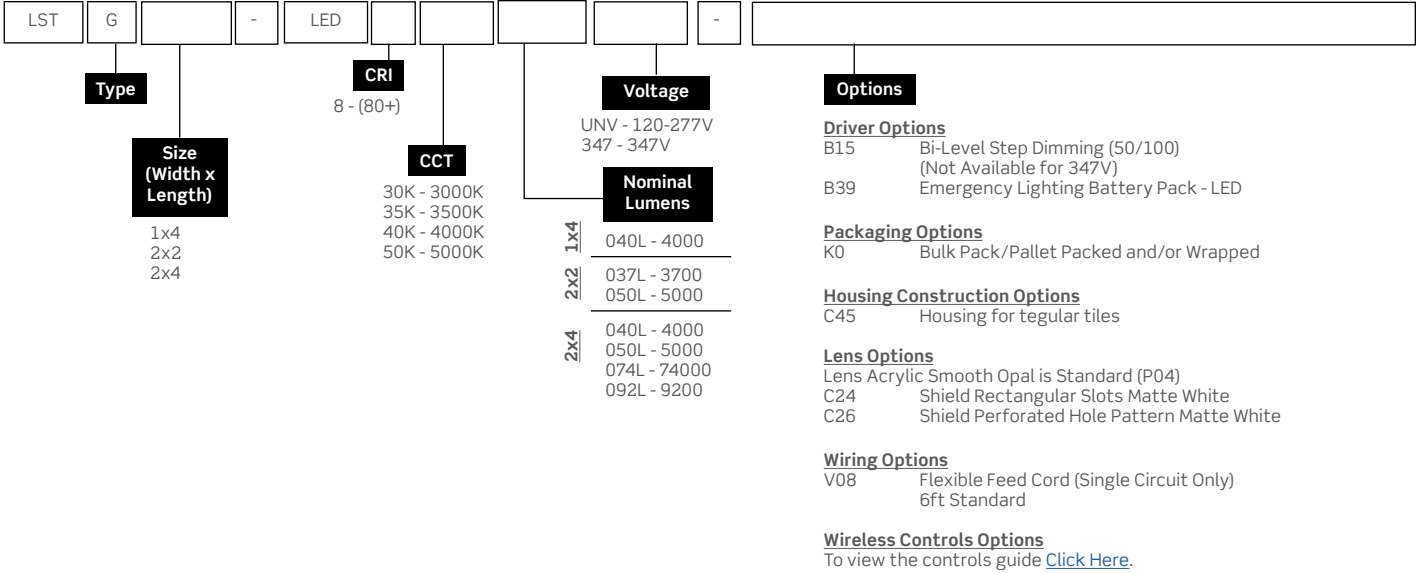 LST G - LED -
Type
Size
(Width x
Length)
1x4
2x2
2x4
CRI
8 - (80+)
CCT
30K - 3000K
35K - 3500K
40K - 4000K
50K - 5000K
Voltage
UNV - 120-277V
347 - 347V
Nominal
Lumens
1x4
040L - 4000
2x2
037L - 3700
050L - 5000
2x4
040L - 4000
050L - 5000
074L - 74000
092L - 9200
Options
Driver Options
B15 Bi-Level Step Dimming (50/100)
(Not Available for 347V)
B39 Emergency Lighting Battery Pack - LED
Packaging Options
K0 Bulk Pack/Pallet Packed and/or Wrapped
Housing Construction Options
C45 Housing for tegular tiles
Lens Options
Lens Acrylic Smooth Opal is Standard (P04)
C24 Shield Rectangular Slots Matte White
C26 Shield Perforated Hole Pattern Matte White
Wiring Options
V08 Flexible Feed Cord (Single Circuit Only)
6ft Standard
Wireless Controls Options
To view the controls guide Click Here.